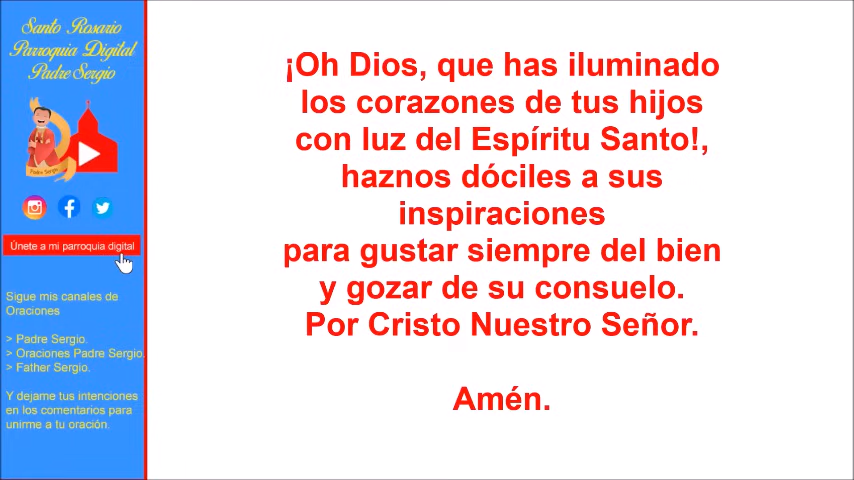 Santo Rosario
Parroquia Digital
Padre Sergio
Padre Sergio
Únete a mi parroquia digital
Sigue mis canales de
Oraciones
> Padre Sergio.
> Oraciones Padre Sergio.
> Father Sergio.
Y dejame tus intenciones
en los comentarios para
unirme a tu oración.
¡Oh Dios, que has iluminado
los corazones de tus hijos
con luz del Espíritu Santo!,
haznos dóciles a sus
inspiraciones
para gustar siempre del bien
y gozar de su consuelo.
Por Cristo Nuestro Señor.
Amén.